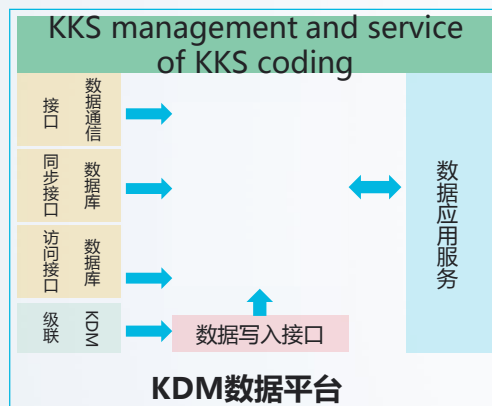 KKS management and service
of KKS coding
数据通信
接口
数据库
同步接口
数据库
访问接口
KDM
级联
数据写入接口
数据应用服务
KDM数据平台